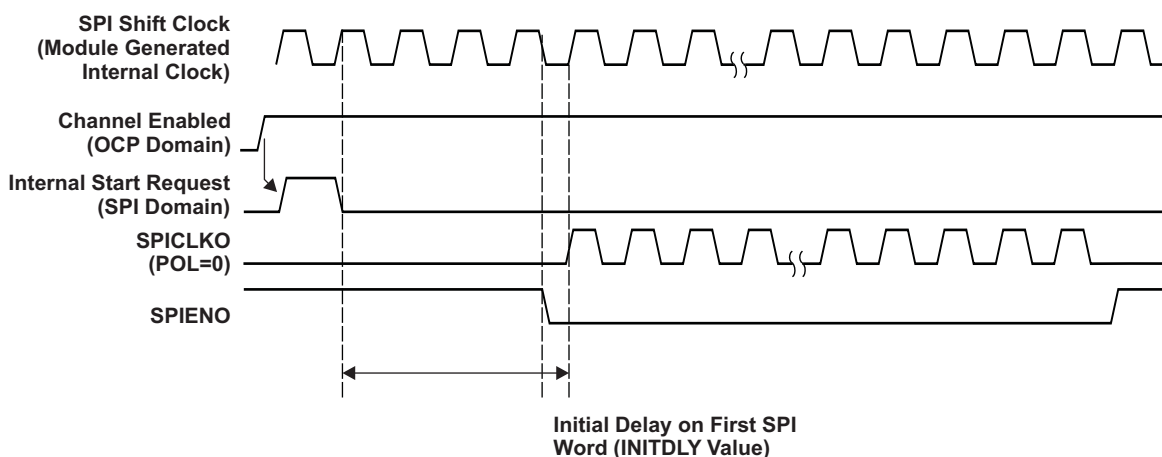 SPI Shift Clock
(Module Generated
Internal Clock)
Channel Enabled
(OCP Domain)
Internal Start Request
(SPI Domain)
SPICLKO
(POL=0)
SPIENO
Initial Delay on First SPI
Word (INITDLY Value)